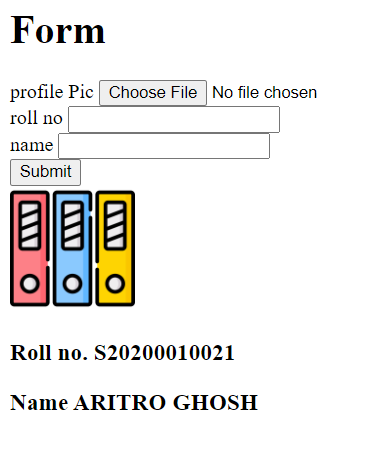 Form
profile Pic Choose File No file chosen
roll no
name
Submit
Roll no. S20200010021
Name ARITRO GHOSH